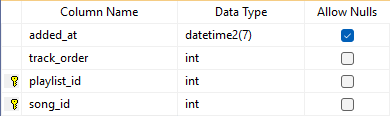 Column Name Data Type Allow Nulls
added_at datetime2(7)
track_order int
playlist_id int
song_id int